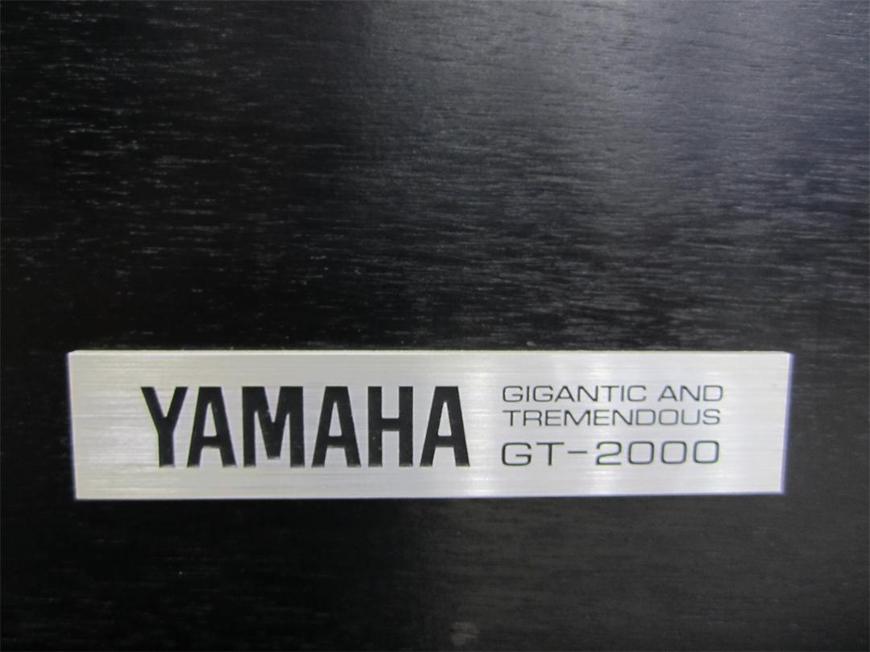 YAMAHA
GIGANTIC AND
TREMENDOUS
GT-2000